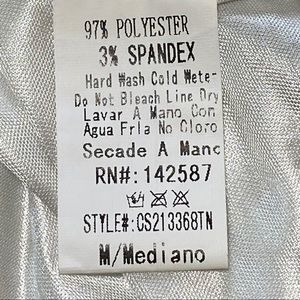 97% POLYESTER
3% SPANDEX
Hard Wash Cold Wete-
Do Not Bleach Line Dry
Lavar A Mano Con
Agua Fria No Cloro
Secade A Mano
RN#: 142587
STYLE#:CS213368TN
M/Mediano